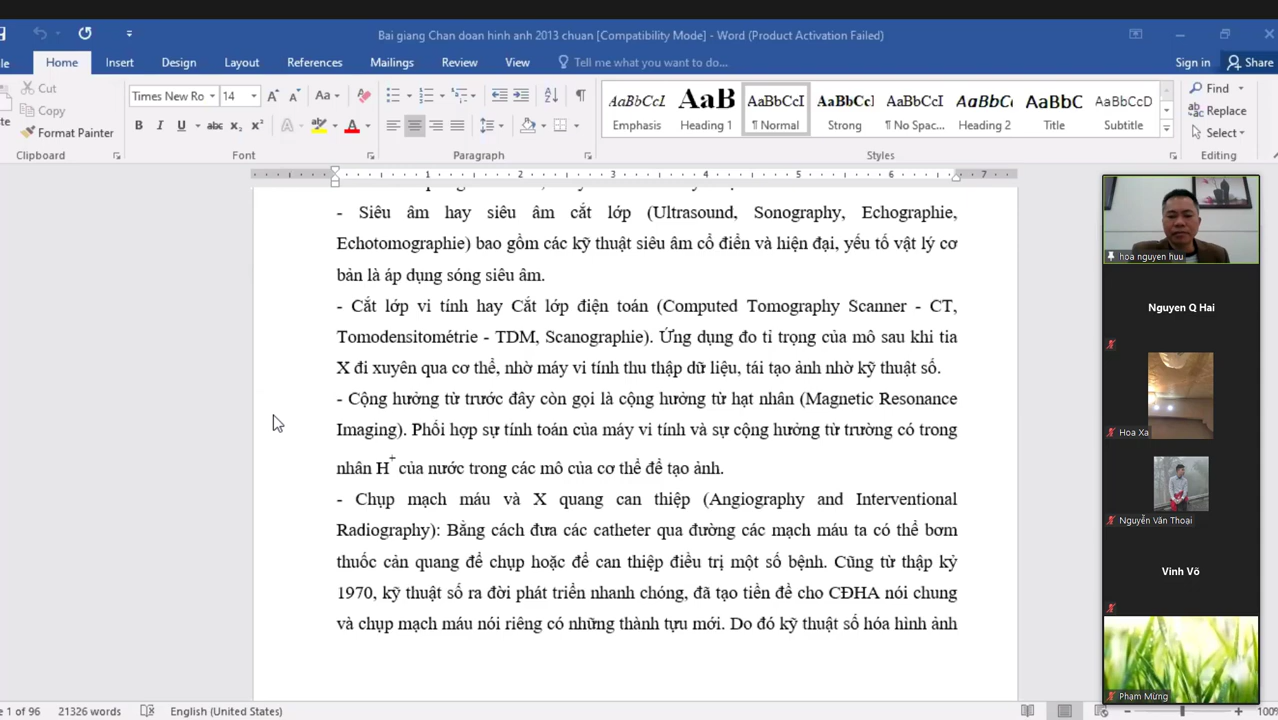 Bai giang Chan doan hinh anh 2013 chuan [Compatibility Mode] - Word (Product Activation Failed)
Home Insert Design Layout References Mailings Review View Tell me what you want to do... Sign in Share
Cut
Copy
Format Painter
Times New Ro 14
AaBbCcI AaB AaBbCcI AaBbCcI AaBbCcI AaBbCc AaBbC AaBbCcD
Emphasis Heading 1 ¶ Normal Strong ¶ No Spac... Heading 2 Title Subtitle
Find
Replace
Select
Clipboard Font Paragraph Styles Editing
1 2 3 4 5 6 7
- Siêu âm hay siêu âm cắt lớp (Ultrasound, Sonography, Echographie,
Echotomographie) bao gồm các kỹ thuật siêu âm cổ điển và hiện đại, yếu tố vật lý cơ
bản là áp dụng sóng siêu âm.
- Cắt lớp vi tính hay Cắt lớp điện toán (Computed Tomography Scanner - CT,
Tomodensitométrie - TDM, Scanographie). Ứng dụng đo tỉ trọng của mô sau khi tia
X đi xuyên qua cơ thể, nhờ máy vi tính thu thập dữ liệu, tái tạo ảnh nhờ kỹ thuật số.
- Cộng hưởng từ trước đây còn gọi là cộng hưởng từ hạt nhân (Magnetic Resonance
Imaging). Phối hợp sự tính toán của máy vi tính và sự cộng hưởng từ trường có trong
nhân H+ của nước trong các mô của cơ thể để tạo ảnh.
- Chụp mạch máu và X quang can thiệp (Angiography and Interventional
Radiography): Bằng cách đưa các catheter qua đường các mạch máu ta có thể bơm
thuốc cản quang để chụp hoặc để can thiệp điều trị một số bệnh. Cũng từ thập kỷ
1970, kỹ thuật số ra đời phát triển nhanh chóng, đã tạo tiền đề cho CĐHA nói chung
và chụp mạch máu nói riêng có những thành tựu mới. Do đó kỹ thuật số hóa hình ảnh
hoa nguyen huu
Nguyen Q Hai
Hoa Xa
Nguyễn Văn Thoại
Vinh Võ
Phạm Mừng
1 of 96 21326 words English (United States) 100%